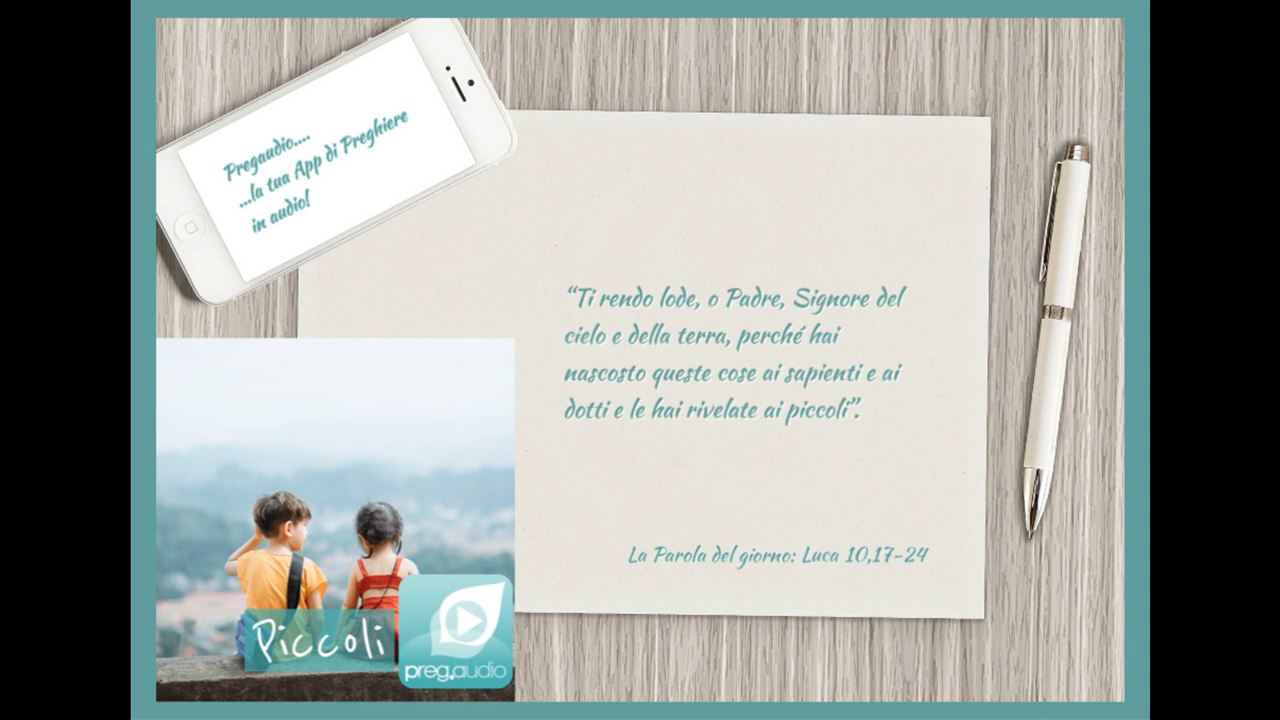 Pregaudio....
...la tua App di Preghiere
in audio!
“Ti rendo lode, o Padre, Signore del
cielo e della terra, perché hai
nascosto queste cose ai sapienti e ai
dotti e le hai rivelate ai piccoli”.
La Parola del giorno: Luca 10,17-24
Piccoli
preg.audio